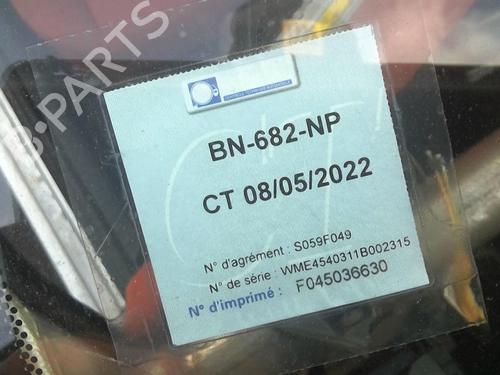 BN-682-NP
CT 08/05/2022
N° d'agrément : S059F049
N° de série : WME4540311B002315
N° d'imprimé : F045036630
B-PARTS